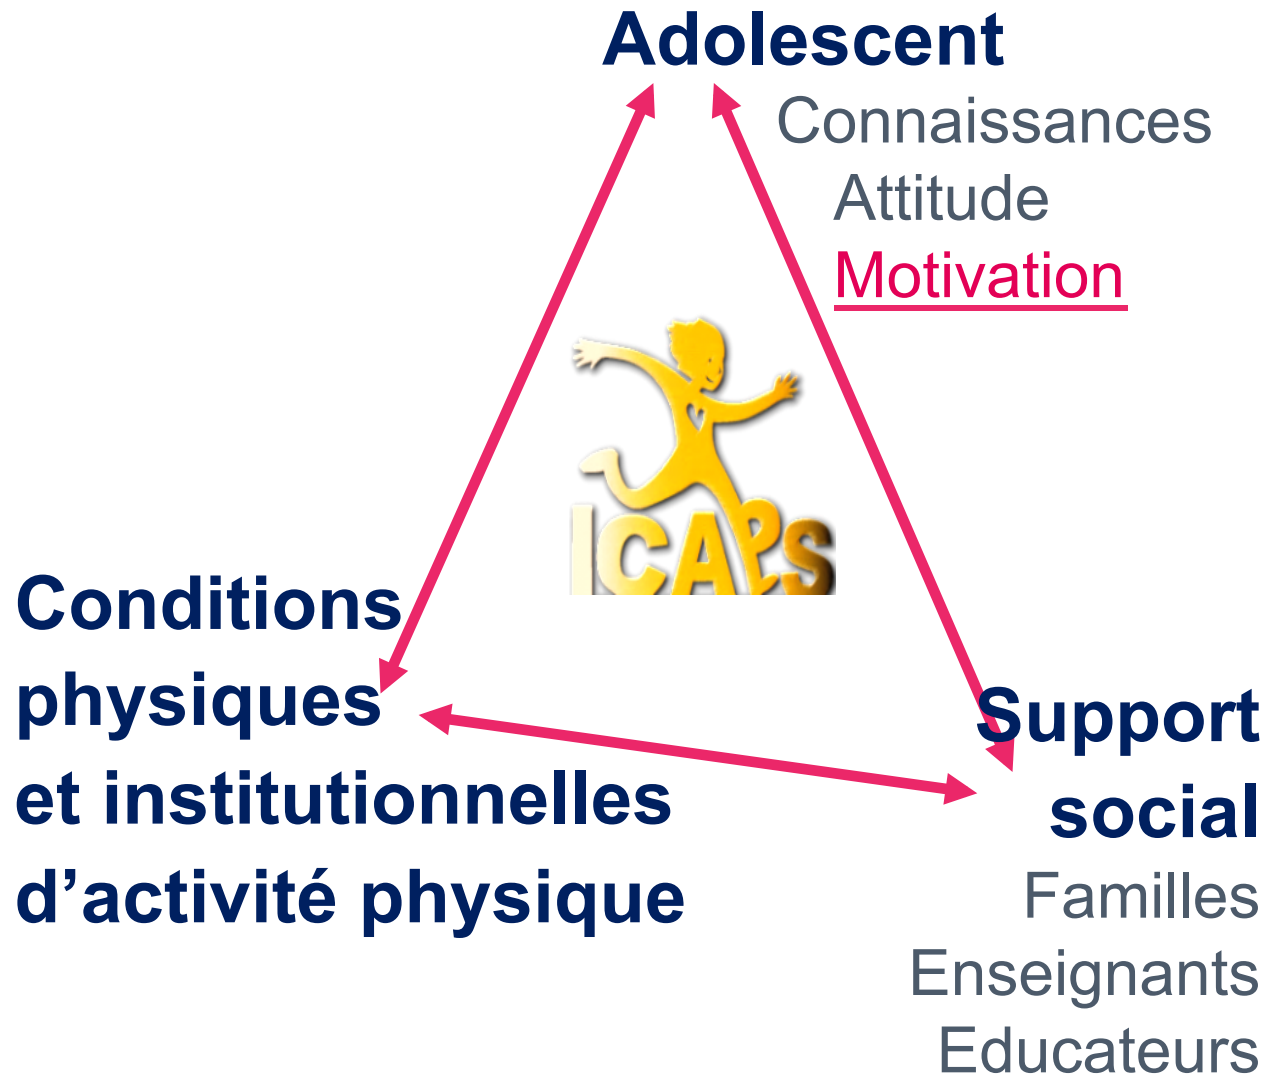 Adolescent
Connaissances
Attitude
Motivation
ICAPS
Conditions
physiques
et institutionnelles
d’activité physique
Support
social
Familles
Enseignants
Educateurs